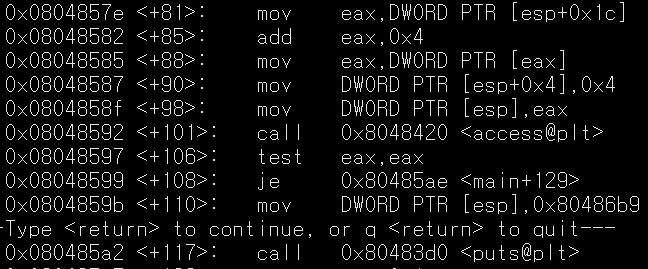 0x0804857e <+81>: mov eax,DWORD PTR [esp+0x1c]
0x08048582 <+85>: add eax,0x4
0x08048585 <+88>: mov eax,DWORD PTR [eax]
0x08048587 <+90>: mov DWORD PTR [esp+0x4],0x4
0x0804858f <+98>: mov DWORD PTR [esp],eax
0x08048592 <+101>: call 0x8048420 <access@plt>
0x08048597 <+106>: test eax,eax
0x08048599 <+108>: je 0x80485ae <main+129>
0x0804859b <+110>: mov DWORD PTR [esp],0x80486b9
-Type <return> to continue, or q <return> to quit---
0x080485a2 <+117>: call 0x80483d0 <puts@plt>